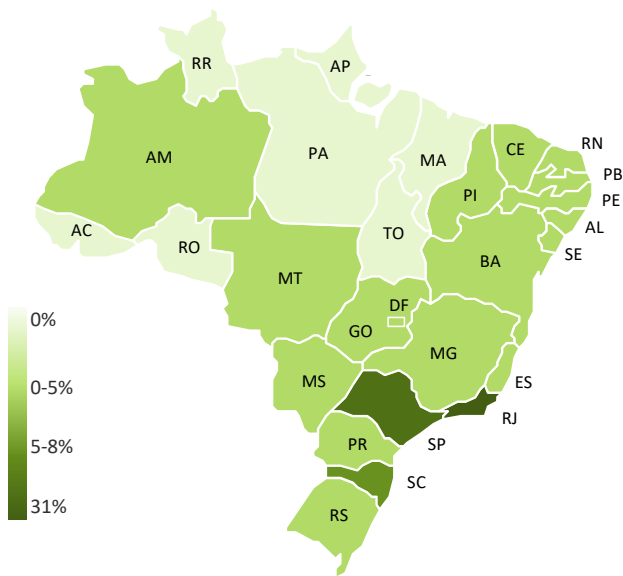 RR
AP
AM
PA
MA
CE
RN
PB
PE
PI
AL
AC
RO
TO
SE
BA
MT
DF
GO
0%
MG
MS
ES
0-5%
RJ
PR
SP
5-8%
SC
31%
RS